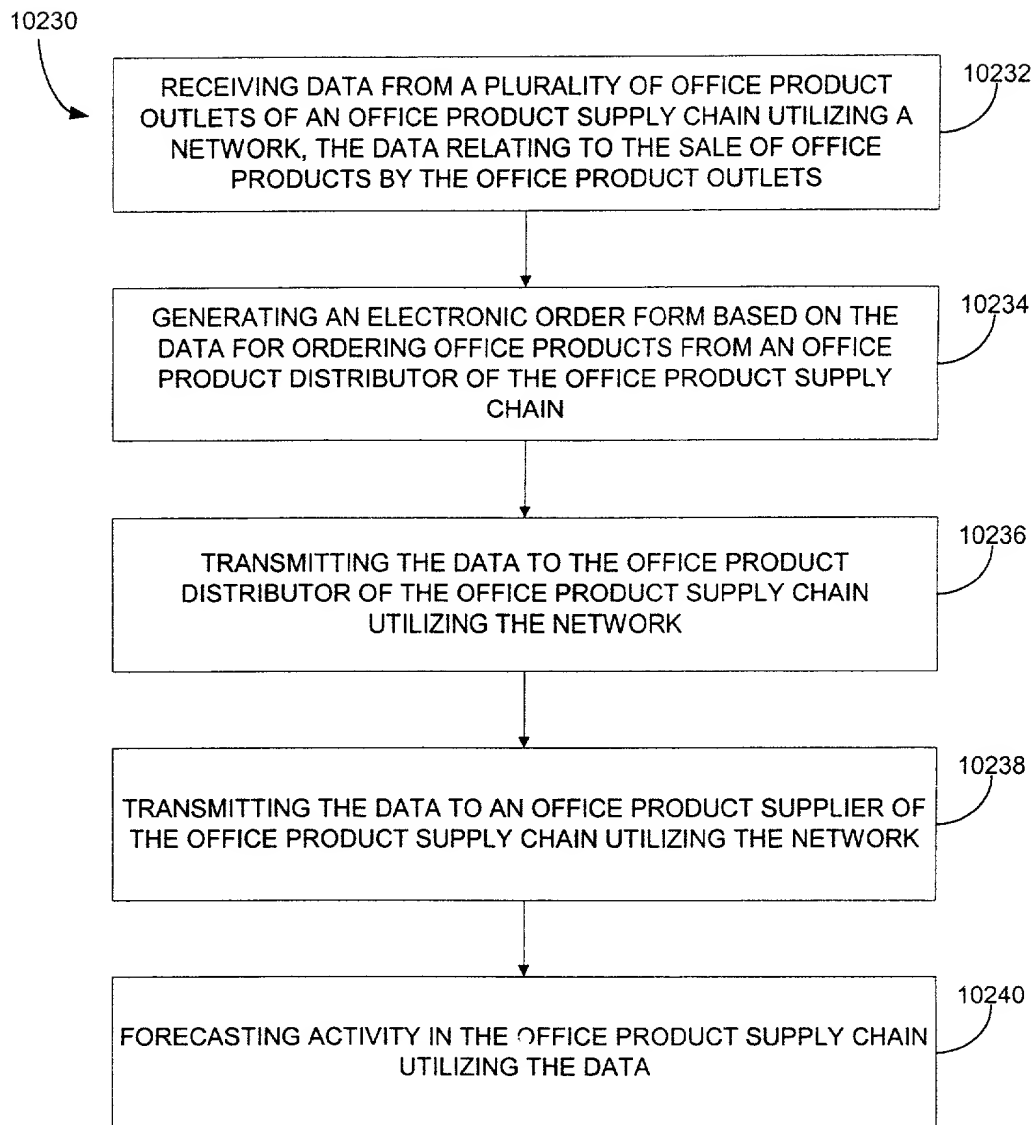 10230
RECEIVING DATA FROM A PLURALITY OF OFFICE PRODUCT
OUTLETS OF AN OFFICE PRODUCT SUPPLY CHAIN UTILIZING A
NETWORK, THE DATA RELATING TO THE SALE OF OFFICE
PRODUCTS BY THE OFFICE PRODUCT OUTLETS
10232
GENERATING AN ELECTRONIC ORDER FORM BASED ON THE
DATA FOR ORDERING OFFICE PRODUCTS FROM AN OFFICE
PRODUCT DISTRIBUTOR OF THE OFFICE PRODUCT SUPPLY
CHAIN
10234
TRANSMITTING THE DATA TO THE OFFICE PRODUCT
DISTRIBUTOR OF THE OFFICE PRODUCT SUPPLY CHAIN
UTILIZING THE NETWORK
10236
TRANSMITTING THE DATA TO AN OFFICE PRODUCT SUPPLIER OF
THE OFFICE PRODUCT SUPPLY CHAIN UTILIZING THE NETWORK
10238
FORECASTING ACTIVITY IN THE OFFICE PRODUCT SUPPLY CHAIN
UTILIZING THE DATA
10240